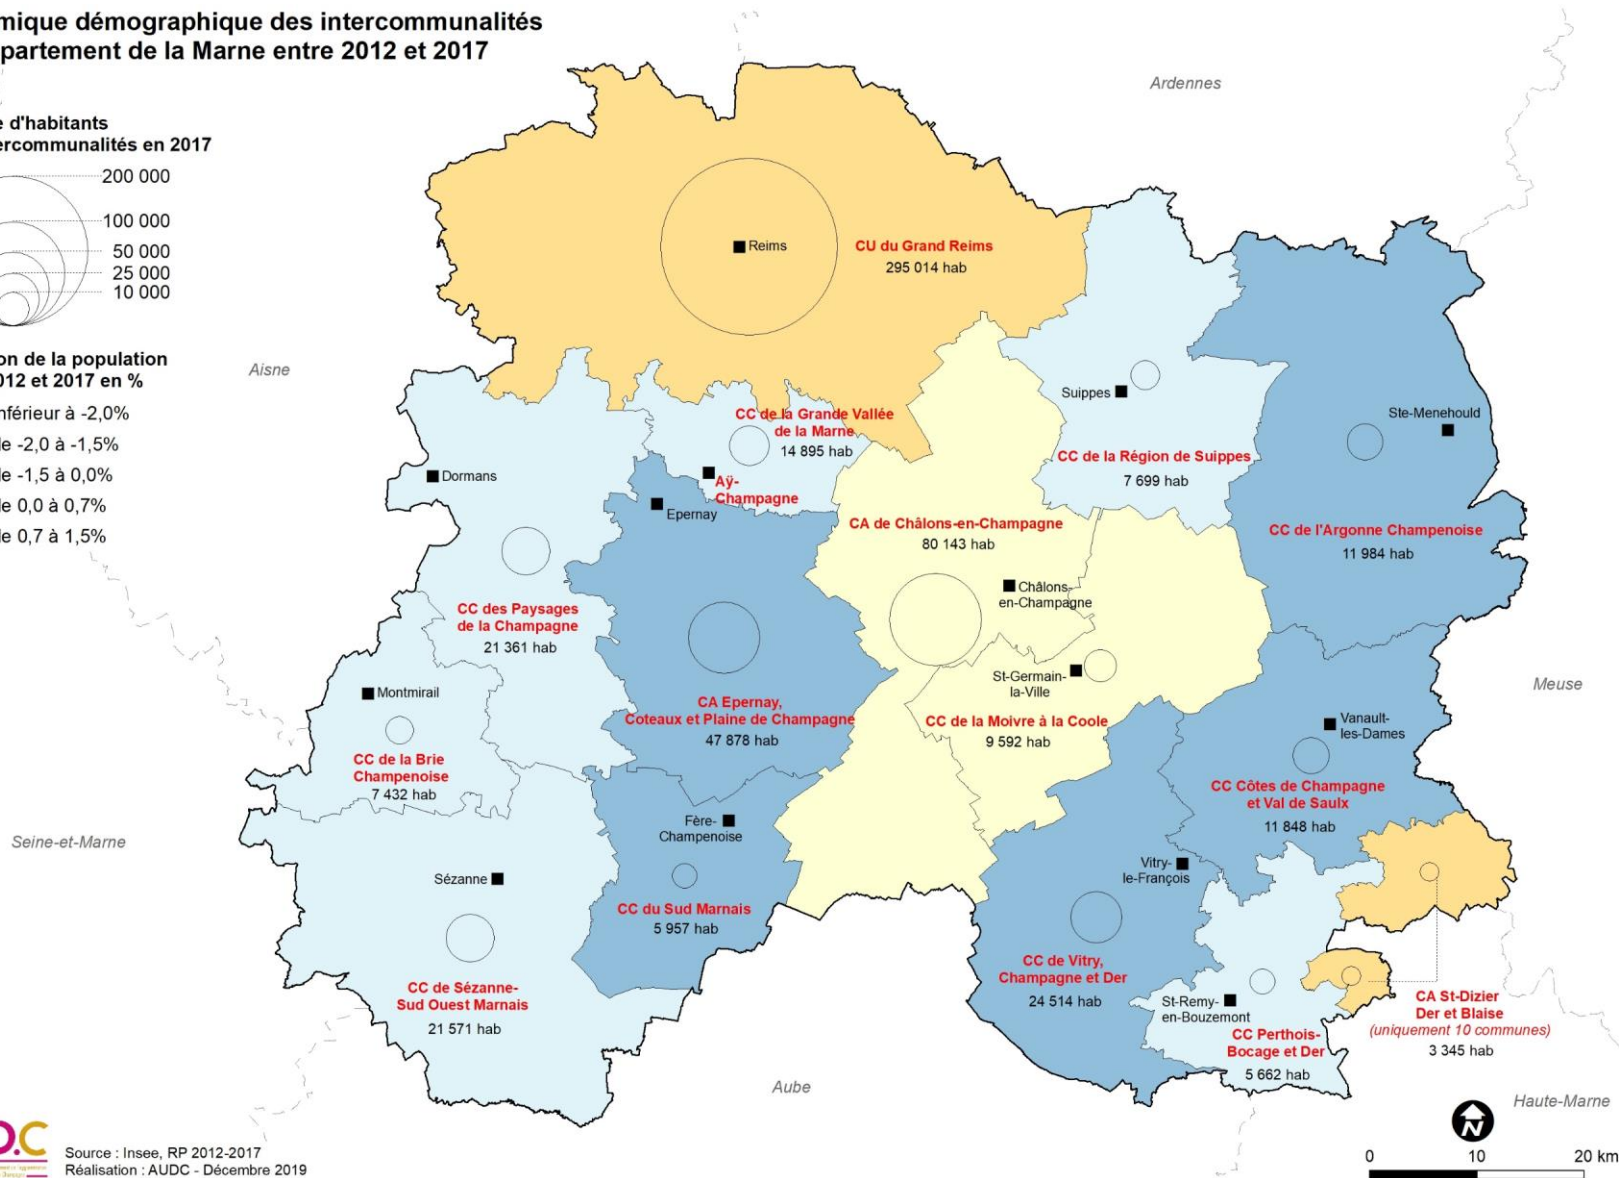 mique démographique des intercommunalités
partement de la Marne entre 2012 et 2017
e d'habitants
ercommunalités en 2017
200 000
100 000
50 000
25 000
10 000
on de la population
012 et 2017 en %
nférieur à -2,0%
le -2,0 à -1,5%
le -1,5 à 0,0%
le 0,0 à 0,7%
le 0,7 à 1,5%
Ardennes
Aisne
Meuse
Seine-et-Marne
Aube
Haute-Marne
Reims
CU du Grand Reims
295 014 hab
Suippes
CC de la Région de Suippes
7 699 hab
Ste-Menehould
CC de l'Argonne Champenoise
11 984 hab
CC de la Grande Vallée
de la Marne
14 895 hab
Aÿ-
Champagne
Dormans
Epernay
CC des Paysages
de la Champagne
21 361 hab
CA de Châlons-en-Champagne
80 143 hab
Châlons-
en-Champagne
St-Germain-
la-Ville
CC de la Moivre à la Coole
9 592 hab
CA Epernay,
Coteaux et Plaine de Champagne
47 878 hab
Montmirail
CC de la Brie
Champenoise
7 432 hab
Vanault-
les-Dames
CC Côtes de Champagne
et Val de Saulx
11 848 hab
Fère-
Champenoise
CC du Sud Marnais
5 957 hab
Sézanne
CC de Sézanne-
Sud Ouest Marnais
21 571 hab
Vitry-
le-François
CC de Vitry,
Champagne et Der
24 514 hab
St-Remy-
en-Bouzemont
CC Perthois-
Bocage et Der
5 662 hab
CA St-Dizier
Der et Blaise
(uniquement 10 communes)
3 345 hab
N
0 10 20 km
D.C
Source : Insee, RP 2012-2017
Réalisation : AUDC - Décembre 2019